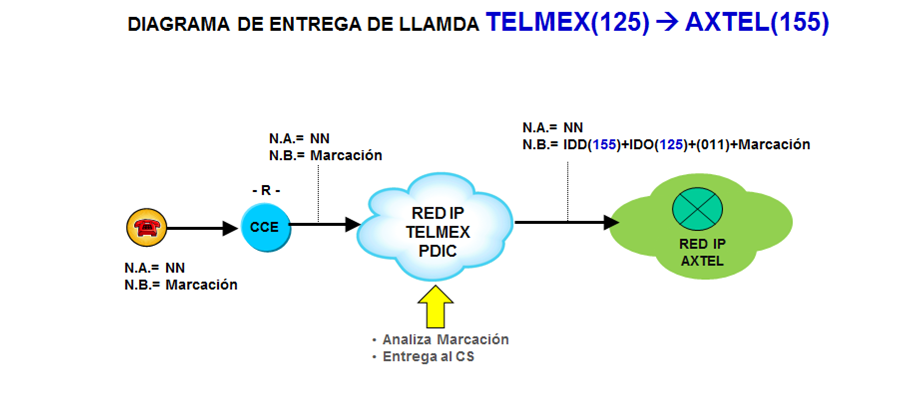 DIAGRAMA DE ENTREGA DE LLAMDA TELMEX(125) → AXTEL(155)
N.A.= NN
N.B.= Marcación
N.A.= NN
N.B.= IDD(155)+IDO(125)+(011)+Marcación
- R -
CCE
RED IP
TELMEX
PDIC
RED IP
AXTEL
N.A.= NN
N.B.= Marcación
• Analiza Marcación
• Entrega al CS